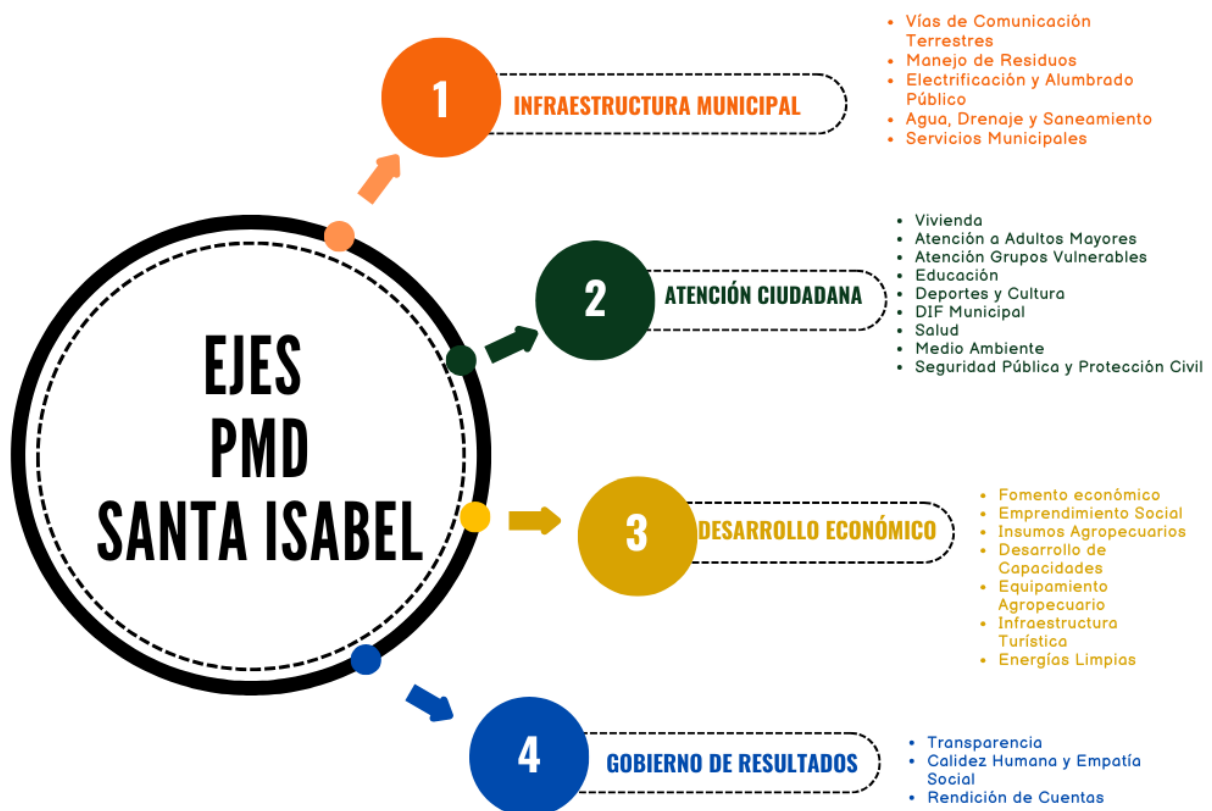 EJES
PMD
SANTA ISABEL
1
INFRAESTRUCTURA MUNICIPAL
• Vías de Comunicación
Terrestres
• Manejo de Residuos
• Electrificación y Alumbrado
Público
• Agua, Drenaje y Saneamiento
• Servicios Municipales
2
ATENCIÓN CIUDADANA
• Vivienda
• Atención a Adultos Mayores
• Atención Grupos Vulnerables
• Educación
• Deportes y Cultura
• DIF Municipal
• Salud
• Medio Ambiente
• Seguridad Pública y Protección Civil
3
DESARROLLO ECONÓMICO
• Fomento económico
• Emprendimiento Social
• Insumos Agropecuarios
• Desarrollo de
Capacidades
• Equipamiento
Agropecuario
• Infraestructura
Turística
• Energías Limpias
4
GOBIERNO DE RESULTADOS
• Transparencia
• Calidez Humana y Empatía
Social
• Rendición de Cuentas